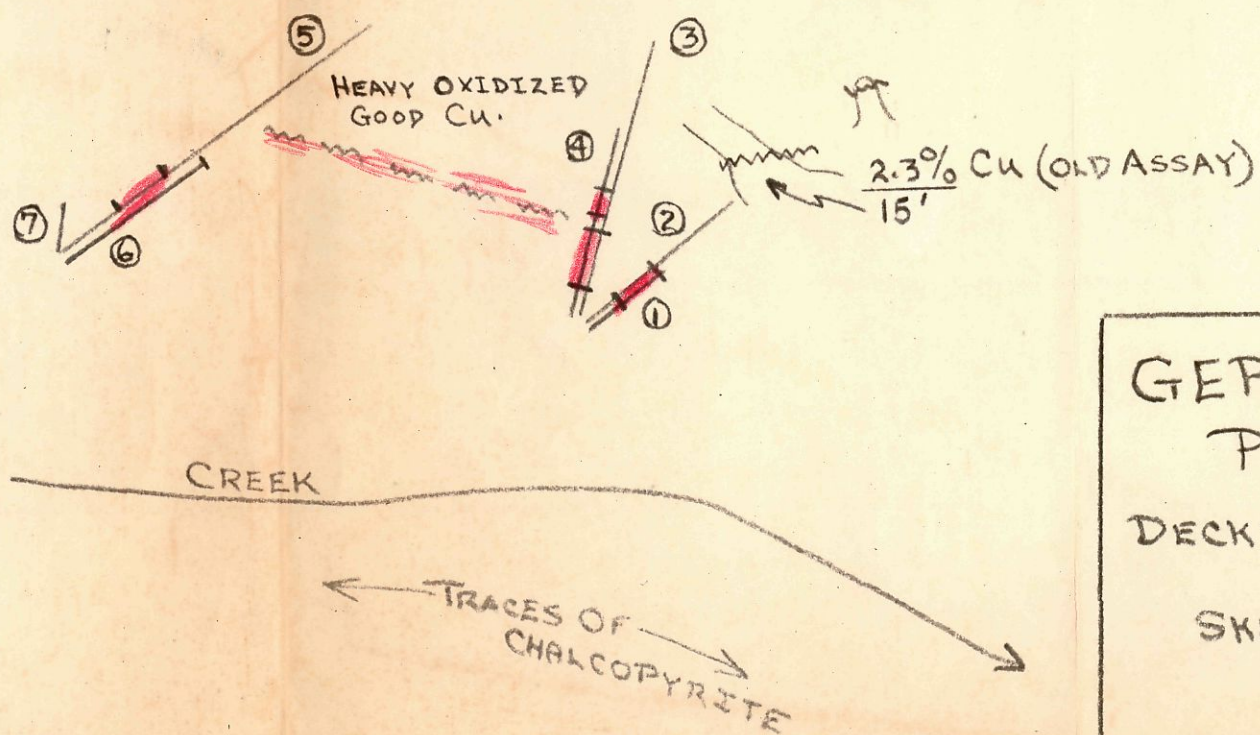 ⑤
③
HEAVY OXIDIZED
GOOD CU.
④
2.3% CU (OLD ASSAY)
15'
②
⑦
⑥
①
CREEK
TRACES OF
CHALCOPYRITE
DECK
SK